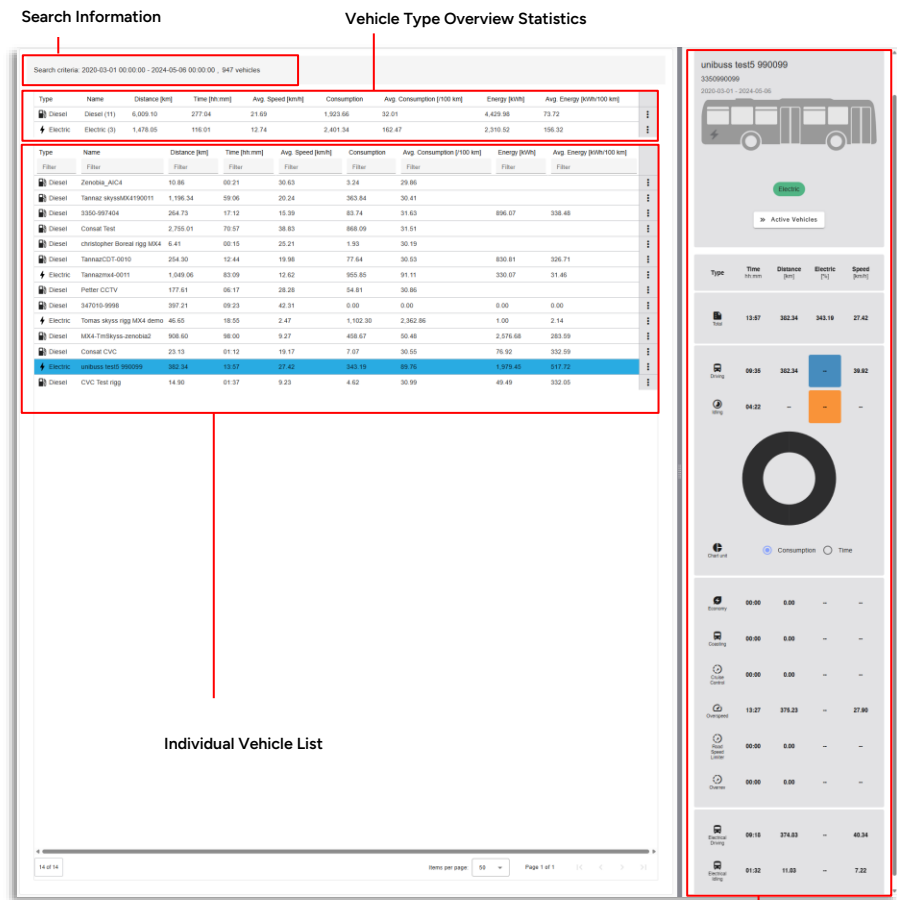 Search Information
Vehicle Type Overview Statistics
Search criteria: 2020-03-01 00:00:00 - 2024-05-06 00:00:00 , 947 vehicles
Type Name Distance [km] Time [hh:mm] Avg. Speed [km/h] Consumption Avg. Consumption [/100 km] Energy [kWh] Avg. Energy [kWh/100 km]
Diesel Diesel (11) 6,009.10 277:04 21.69 1,923.66 32.01 4,429.98 73.72
Electric Electric (3) 1,478.05 116:01 12.74 2,401.34 162.47 2,310.52 156.32
Type Name Distance [km] Time [hh:mm] Avg. Speed [km/h] Consumption Avg. Consumption [/100 km] Energy [kWh] Avg. Energy [kWh/100 km]
Filter Filter Filter Filter Filter Filter Filter Filter Filter
Diesel Zenobia_AIC4 10.86 00:21 30.63 3.24 29.86
Diesel Tannaz skyssMX4190011 1,196.34 59:06 20.24 363.84 30.41
Diesel 3350-997404 264.73 17:12 15.39 83.74 31.63 896.07 338.48
Diesel Consat Test 2,755.01 70:57 38.83 868.09 31.51
Diesel christopher Boreal rigg MX4 6.41 00:15 25.21 1.93 30.19
Diesel TannazCDT-0010 254.30 12:44 19.98 77.64 30.53 830.81 326.71
Electric Tannazmx4-0011 1,049.06 83:09 12.62 955.85 91.11 330.07 31.46
Diesel Petter CCTV 177.61 06:17 28.28 54.81 30.86
Diesel 347010-9998 397.21 09:23 42.31 0.00 0.00 0.00 0.00
Electric Tomas skyss rigg MX4 demo 46.65 18:55 2.47 1,102.30 2,362.86 1.00 2.14
Diesel MX4-TmSkyss-zenobia2 908.60 98:00 9.27 458.67 50.48 2,576.68 283.59
Diesel Consat CVC 23.13 01:12 19.17 7.07 30.55 76.92 332.59
Electric unibuss test5 990099 382.34 13:57 27.42 343.19 89.76 1,979.45 517.72
Diesel CVC Test rigg 14.90 01:37 9.23 4.62 30.99 49.49 332.05
Individual Vehicle List
14 of 14 Items per page: 50 Page 1 of 1
unibuss test5 990099
3350990099
2020-03-01 - 2024-05-06
Electric
» Active Vehicles
Type Time Distance Electric Speed
hh:mm [km] [%] [km/h]
Total 13:57 382.34 343.19 27.42
Driving 09:35 382.34 -- 39.92
Idling 04:22 -- -- --
Chart unit Consumption Time
Economy 00:00 0.00 -- --
Coasting 00:00 0.00 -- --
Cruise Control 00:00 0.00 -- --
Overspeed 13:27 375.23 -- 27.90
Road Speed Limiter 00:00 0.00 -- --
Overrev 00:00 0.00 -- --
Electrical Driving 09:18 374.83 -- 40.34
Electrical Idling 01:32 11.03 -- 7.22